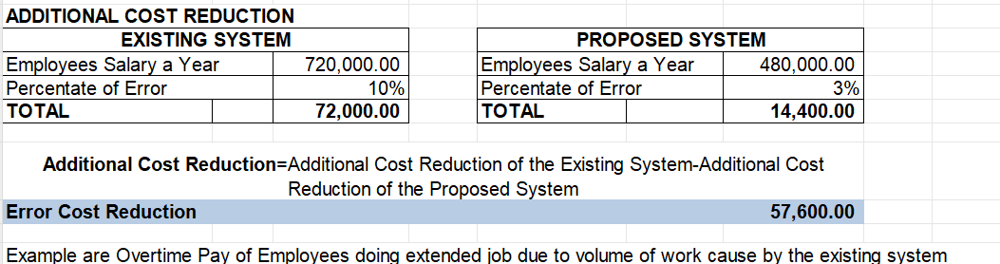 ADDITIONAL COST REDUCTION
EXISTING SYSTEM PROPOSED SYSTEM
Employees Salary a Year 720,000.00 Employees Salary a Year 480,000.00
Percentate of Error 10% Percentate of Error 3%
TOTAL 72,000.00 TOTAL 14,400.00
Additional Cost Reduction=Additional Cost Reduction of the Existing System-Additional Cost
Reduction of the Proposed System
Error Cost Reduction 57,600.00
Example are Overtime Pay of Employees doing extended job due to volume of work cause by the existing system